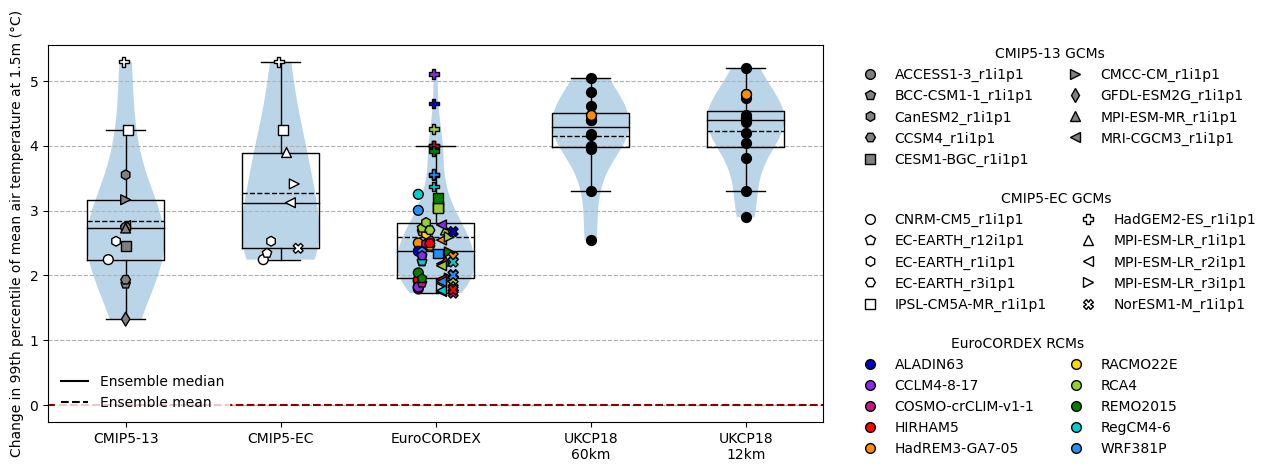 Change in 99th percentile of mean air temperature at 1.5m (°C)
5
4
3
2
1
0
Ensemble median
Ensemble mean
CMIP5-13
CMIP5-EC
EuroCORDEX
UKCP18
60km
UKCP18
12km
CMIP5-13 GCMs
ACCESS1-3_r1i1p1
BCC-CSM1-1_r1i1p1
CanESM2_r1i1p1
CCSM4_r1i1p1
CESM1-BGC_r1i1p1
CMCC-CM_r1i1p1
GFDL-ESM2G_r1i1p1
MPI-ESM-MR_r1i1p1
MRI-CGCM3_r1i1p1
CMIP5-EC GCMs
CNRM-CM5_r1i1p1
EC-EARTH_r12i1p1
EC-EARTH_r1i1p1
EC-EARTH_r3i1p1
IPSL-CM5A-MR_r1i1p1
HadGEM2-ES_r1i1p1
MPI-ESM-LR_r1i1p1
MPI-ESM-LR_r2i1p1
MPI-ESM-LR_r3i1p1
NorESM1-M_r1i1p1
EuroCORDEX RCMs
ALADIN63
CCLM4-8-17
COSMO-crCLIM-v1-1
HIRHAM5
HadREM3-GA7-05
RACMO22E
RCA4
REMO2015
RegCM4-6
WRF381P